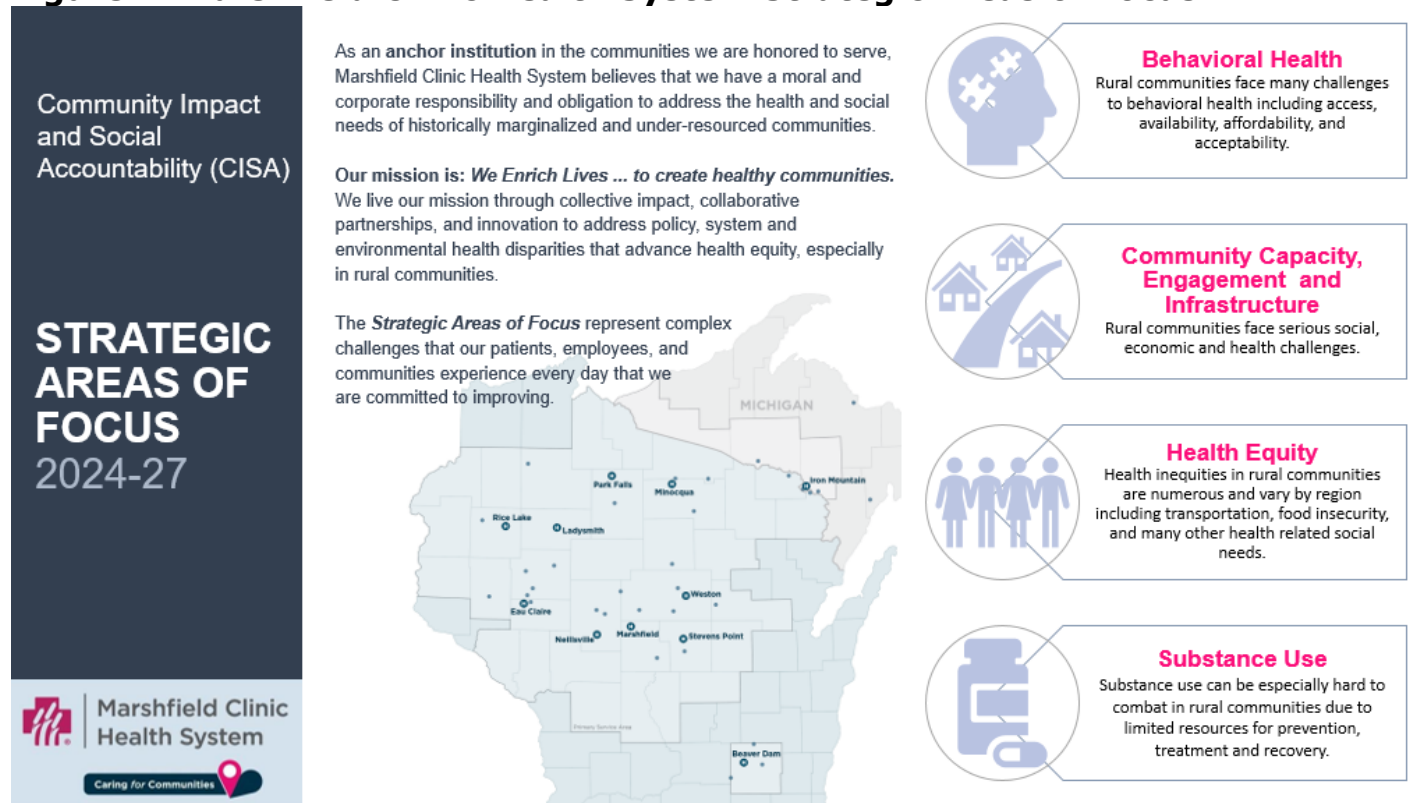 Community Impact
and Social
Accountability (CISA)
STRATEGIC
AREAS OF
FOCUS
2024-27
Marshfield Clinic
Health System
Caring for Communities
As an anchor institution in the communities we are honored to serve,
Marshfield Clinic Health System believes that we have a moral and
corporate responsibility and obligation to address the health and social
needs of historically marginalized and under-resourced communities.
Our mission is: We Enrich Lives ... to create healthy communities.
We live our mission through collective impact, collaborative
partnerships, and innovation to address policy, system and
environmental health disparities that advance health equity, especially
in rural communities.
The Strategic Areas of Focus represent complex
challenges that our patients, employees, and
communities experience every day that we
are committed to improving.
MICHIGAN
Park Falls
Minocqua
Iron Mountain
Rice Lake
Ladysmith
Eau Claire
Weston
Neillsville
Marshfield
Stevens Point
Primary Service Area
Beaver Dam
Behavioral Health
Rural communities face many challenges
to behavioral health including access,
availability, affordability, and
acceptability.
Community Capacity,
Engagement and
Infrastructure
Rural communities face serious social,
economic and health challenges.
Health Equity
Health inequities in rural communities
are numerous and vary by region
including transportation, food insecurity,
and many other health related social
needs.
Substance Use
Substance use can be especially hard to
combat in rural communities due to
limited resources for prevention,
treatment and recovery.